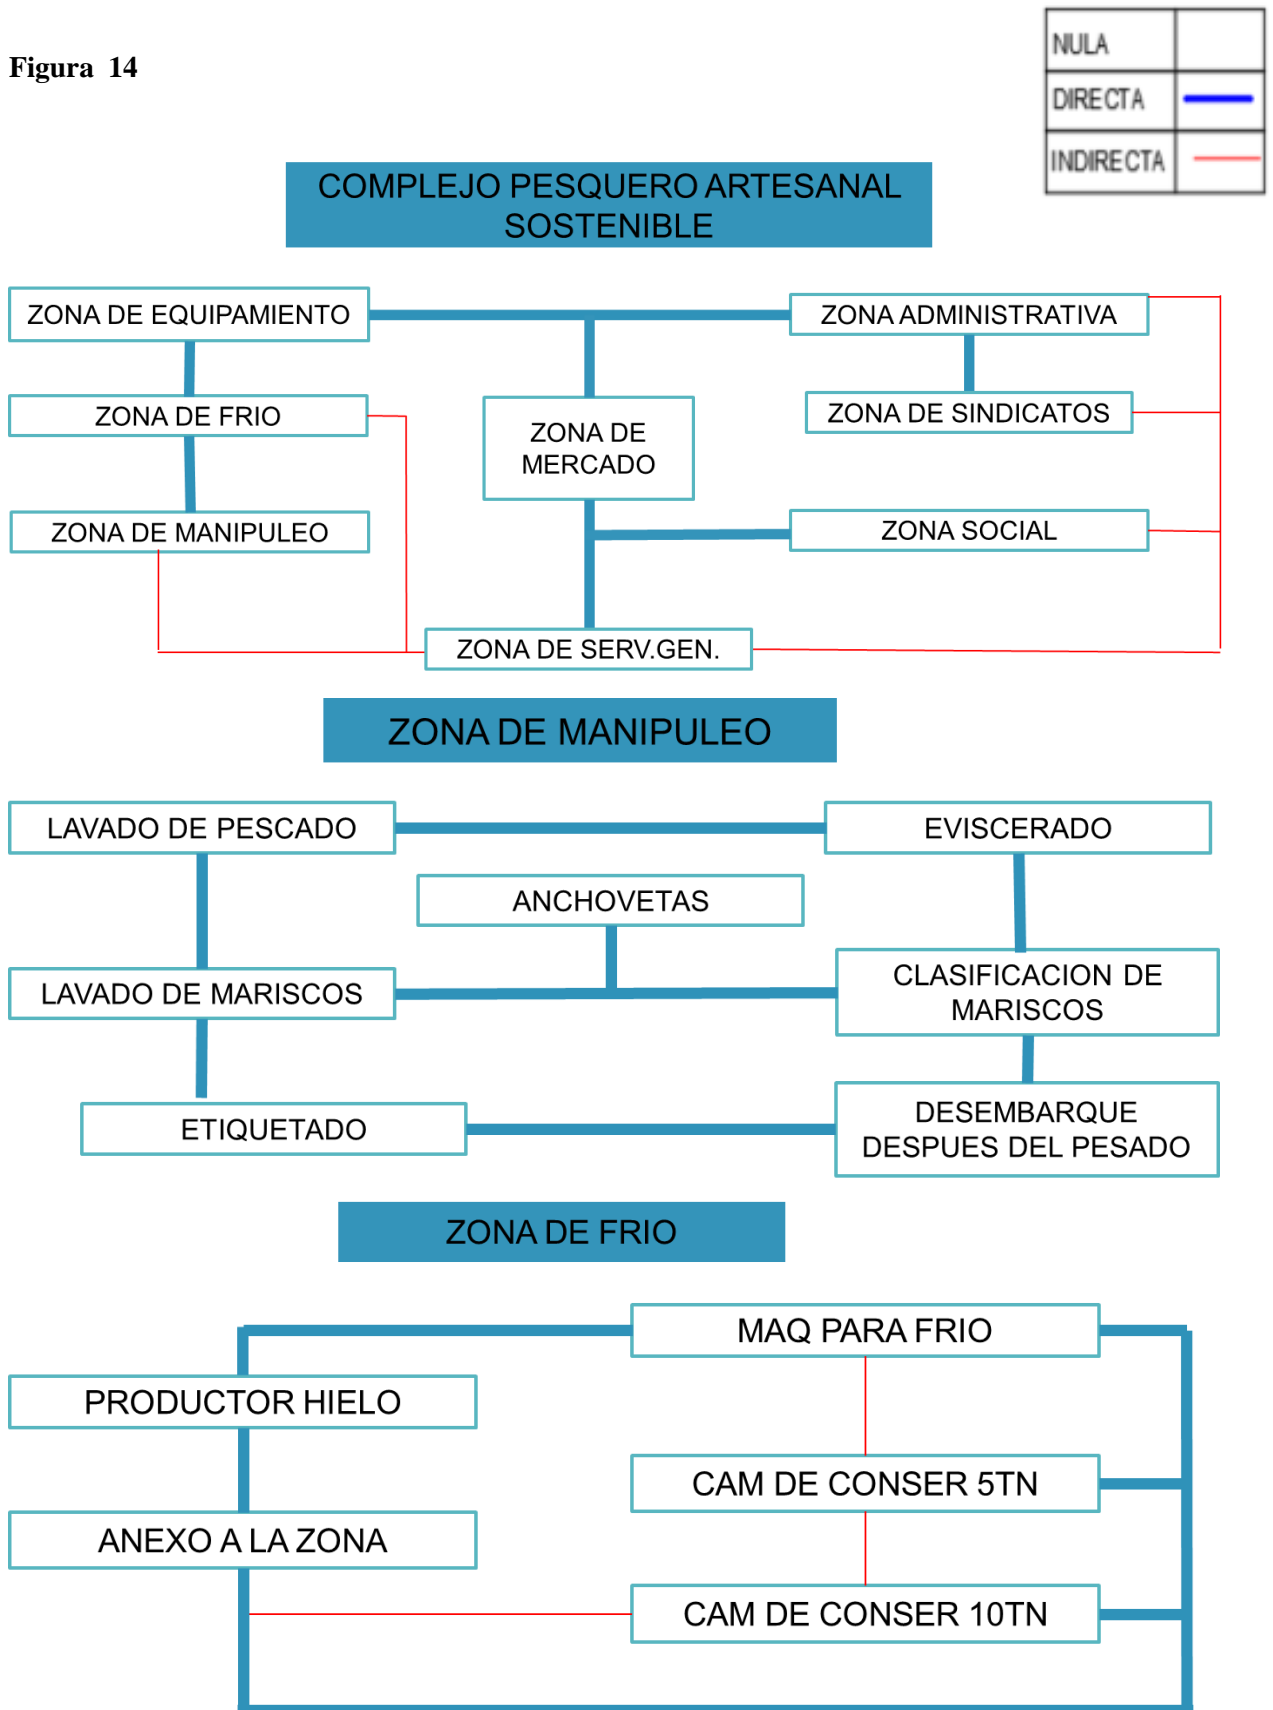 Figura 14
NULA
DIRECTA
INDIRECTA
COMPLEJO PESQUERO ARTESANAL
SOSTENIBLE
ZONA DE EQUIPAMIENTO
ZONA ADMINISTRATIVA
ZONA DE FRIO
ZONA DE
MERCADO
ZONA DE SINDICATOS
ZONA DE MANIPULEO
ZONA SOCIAL
ZONA DE SERV.GEN.
ZONA DE MANIPULEO
LAVADO DE PESCADO
EVISCERADO
ANCHOVETAS
LAVADO DE MARISCOS
CLASIFICACION DE
MARISCOS
ETIQUETADO
DESEMBARQUE
DESPUES DEL PESADO
ZONA DE FRIO
MAQ PARA FRIO
PRODUCTOR HIELO
CAM DE CONSER 5TN
ANEXO A LA ZONA
CAM DE CONSER 10TN